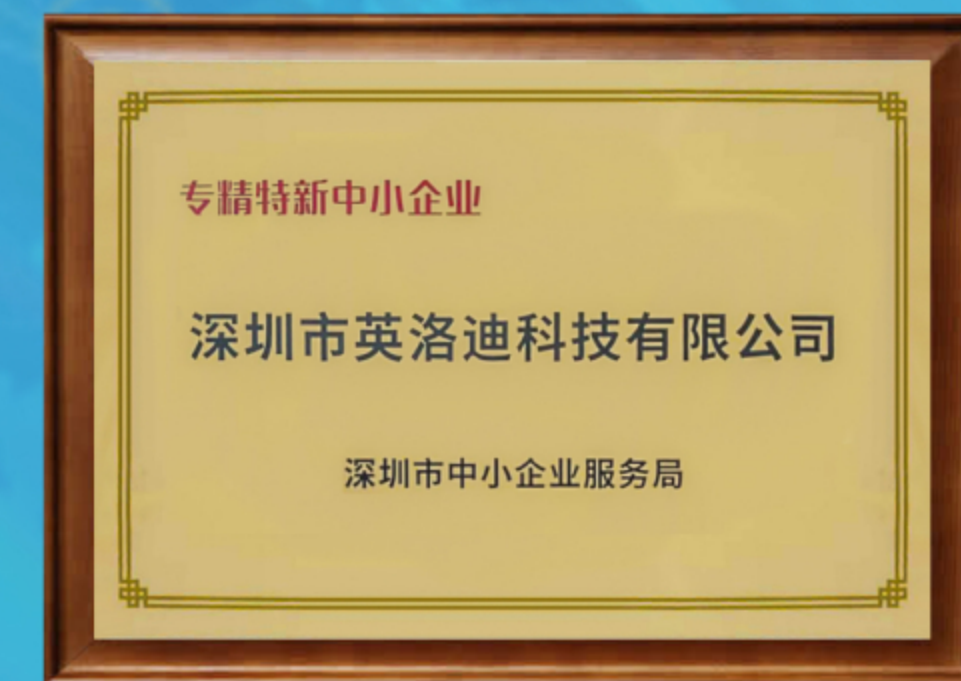 专精特新中小企业
深圳市英洛迪科技有限公司
深圳市中小企业服务局